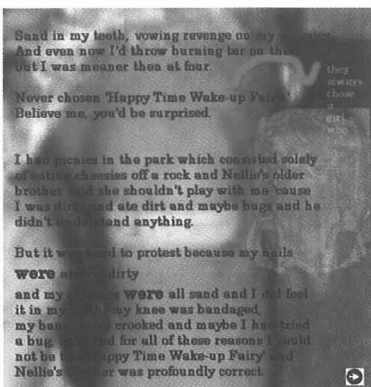 Sand in my teeth, vowing revenge on my
And even now I'd throw burning tar on
but I was meaner then at four.
they
always
chose
a
girl
who
Never chosen 'Happy Time Wake-up Fairy'
Believe me, you'd be surprised.
I had picnics in the park which consisted solely
of eating cheesies off a rock and Nellie's older
brother said she shouldn't play with me 'cause
I was dirty and ate dirt and maybe bugs and he
didn't understand anything.
But it was hard to protest because my nails
were dirty
and my were all sand and I did feel
it in my my knee was bandaged,
my crooked and maybe I had tried
a bug, and for all of these reasons I could
not be 'Happy Time Wake-up Fairy' and
Nellie's was profoundly correct.